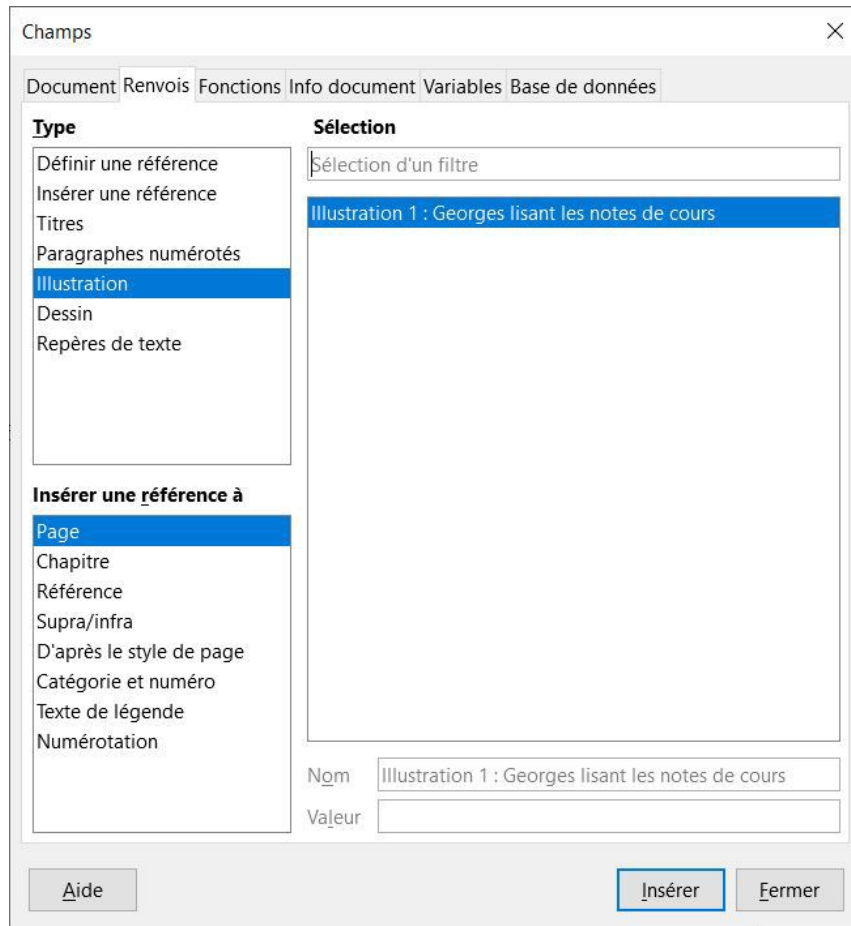 Champs
Document Renvois Fonctions Info document Variables Base de données
Type
Définir une référence
Insérer une référence
Titres
Paragraphes numérotés
Illustration
Dessin
Repères de texte
Insérer une référence à
Page
Chapitre
Référence
Supra/infra
D'après le style de page
Catégorie et numéro
Texte de légende
Numérotation
Sélection
Sélection d'un filtre
Illustration 1 : Georges lisant les notes de cours
Nom Illustration 1 : Georges lisant les notes de cours
Valeur
Aide Insérer Fermer